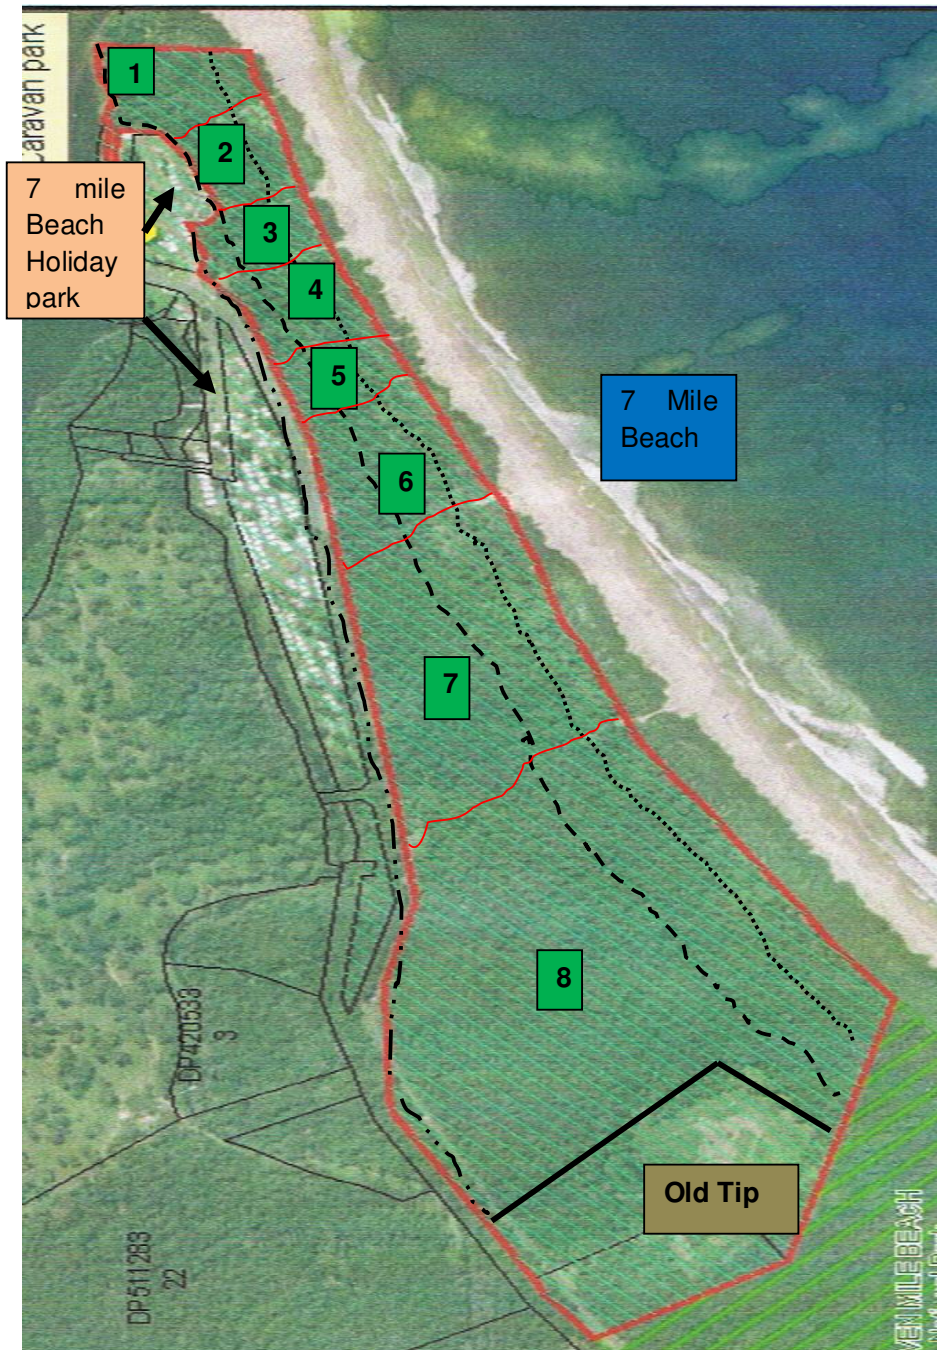 Caravan park
1
2
7 mile
Beach
Holiday
park
3
4
5
7 Mile
Beach
6
7
8
DP420533
3
Old Tip
DP511283
22
VEN MILE BEACH